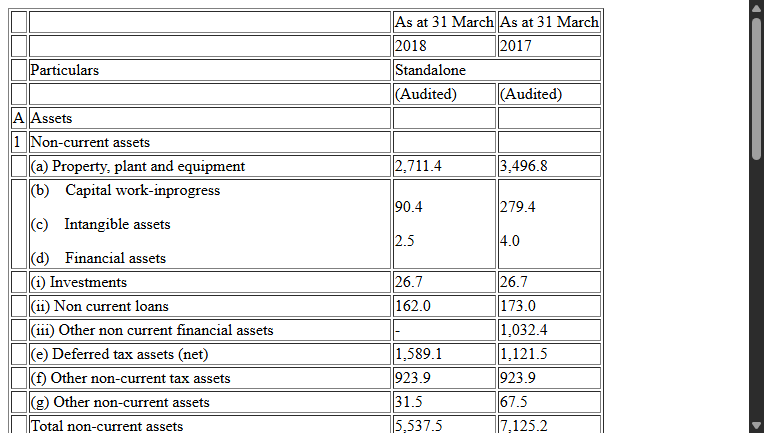 As at 31 March As at 31 March
2018 2017
Particulars Standalone
(Audited) (Audited)
A Assets
1 Non-current assets
(a) Property, plant and equipment 2,711.4 3,496.8
(b) Capital work-inprogress
90.4 279.4
(c) Intangible assets
2.5 4.0
(d) Financial assets
(i) Investments 26.7 26.7
(ii) Non current loans 162.0 173.0
(iii) Other non current financial assets - 1,032.4
(e) Deferred tax assets (net) 1,589.1 1,121.5
(f) Other non-current tax assets 923.9 923.9
(g) Other non-current assets 31.5 67.5
Total non-current assets 5,537.5 7,125.2